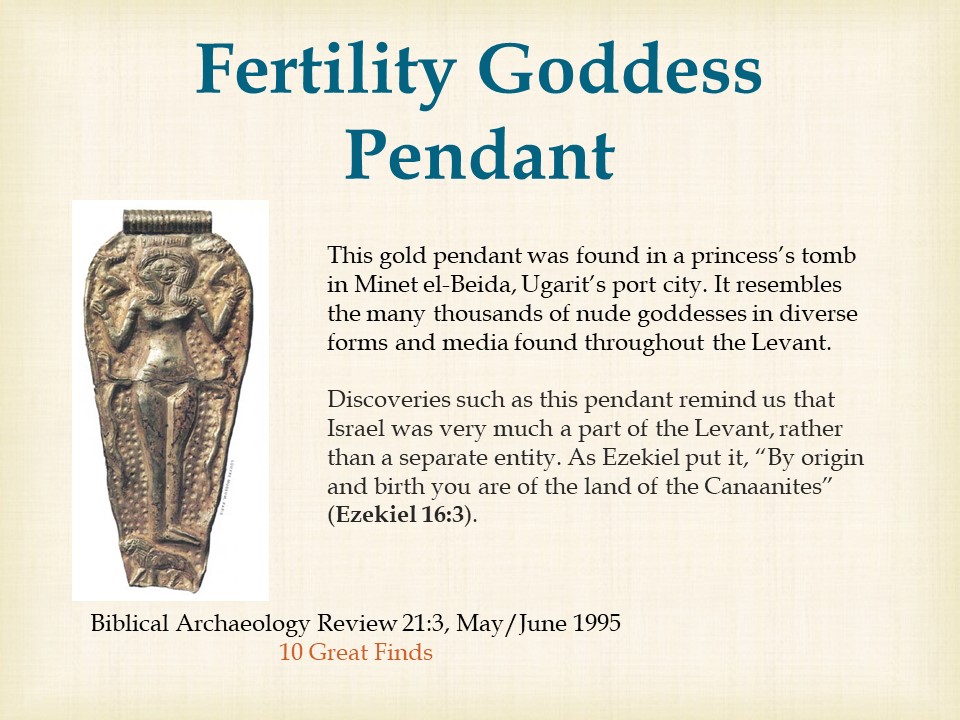 Fertility Goddess
Pendant
This gold pendant was found in a princess’s tomb
in Minet el-Beida, Ugarit’s port city. It resembles
the many thousands of nude goddesses in diverse
forms and media found throughout the Levant.
Discoveries such as this pendant remind us that
Israel was very much a part of the Levant, rather
than a separate entity. As Ezekiel put it, “By origin
and birth you are of the land of the Canaanites”
(Ezekiel 16:3).
Biblical Archaeology Review 21:3, May/June 1995
10 Great Finds